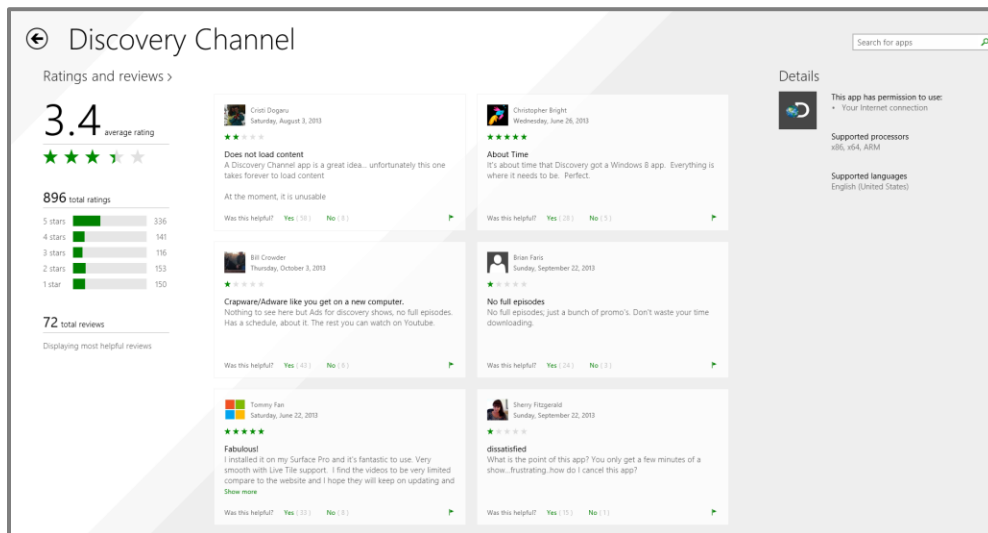 Discovery Channel
Search for apps
Ratings and reviews >
3.4 average rating
896 total ratings
5 stars 336
4 stars 141
3 stars 116
2 stars 153
1 star 150
72 total reviews
Displaying most helpful reviews
Cristi Dogaru
Saturday, August 3, 2013
Does not load content
A Discovery Channel app is a great idea... unfortunately this one
takes forever to load content
At the moment, it is unusable
Was this helpful? Yes No
Christopher Bright
Wednesday, June 26, 2013
About Time
It's about time that Discovery got a Windows 8 app. Everything is
where it needs to be. Perfect.
Was this helpful? Yes No
Bill Crowder
Thursday, October 3, 2013
Crapware/Adware like you get on a new computer.
Nothing to see here but Ads for discovery shows, no full episodes.
Has a schedule, about it. The rest you can watch on Youtube.
Was this helpful? Yes No
Brian Faris
Sunday, September 22, 2013
No full episodes
No full episodes; just a bunch of promo's. Don't waste your time
downloading.
Was this helpful? Yes ( 24 ) No
Tommy Fan
Saturday, June 22, 2013
Fabulous!
I installed it on my Surface Pro and it's fantastic to use. Very
smooth with Live Tile support. I find the videos to be very limited
compare to the website and I hope they will keep on updating and
Show more
Was this helpful? Yes No
Sherry Fitzgerald
Sunday, September 22, 2013
dissatisfied
What is the point of this app? You only get a few minutes of a
show...frustrating..how do I cancel this app?
Was this helpful? Yes ( 15 ) No
Details
This app has permission to use:
• Your Internet connection
Supported processors
x86, x64, ARM
Supported languages
English (United States)